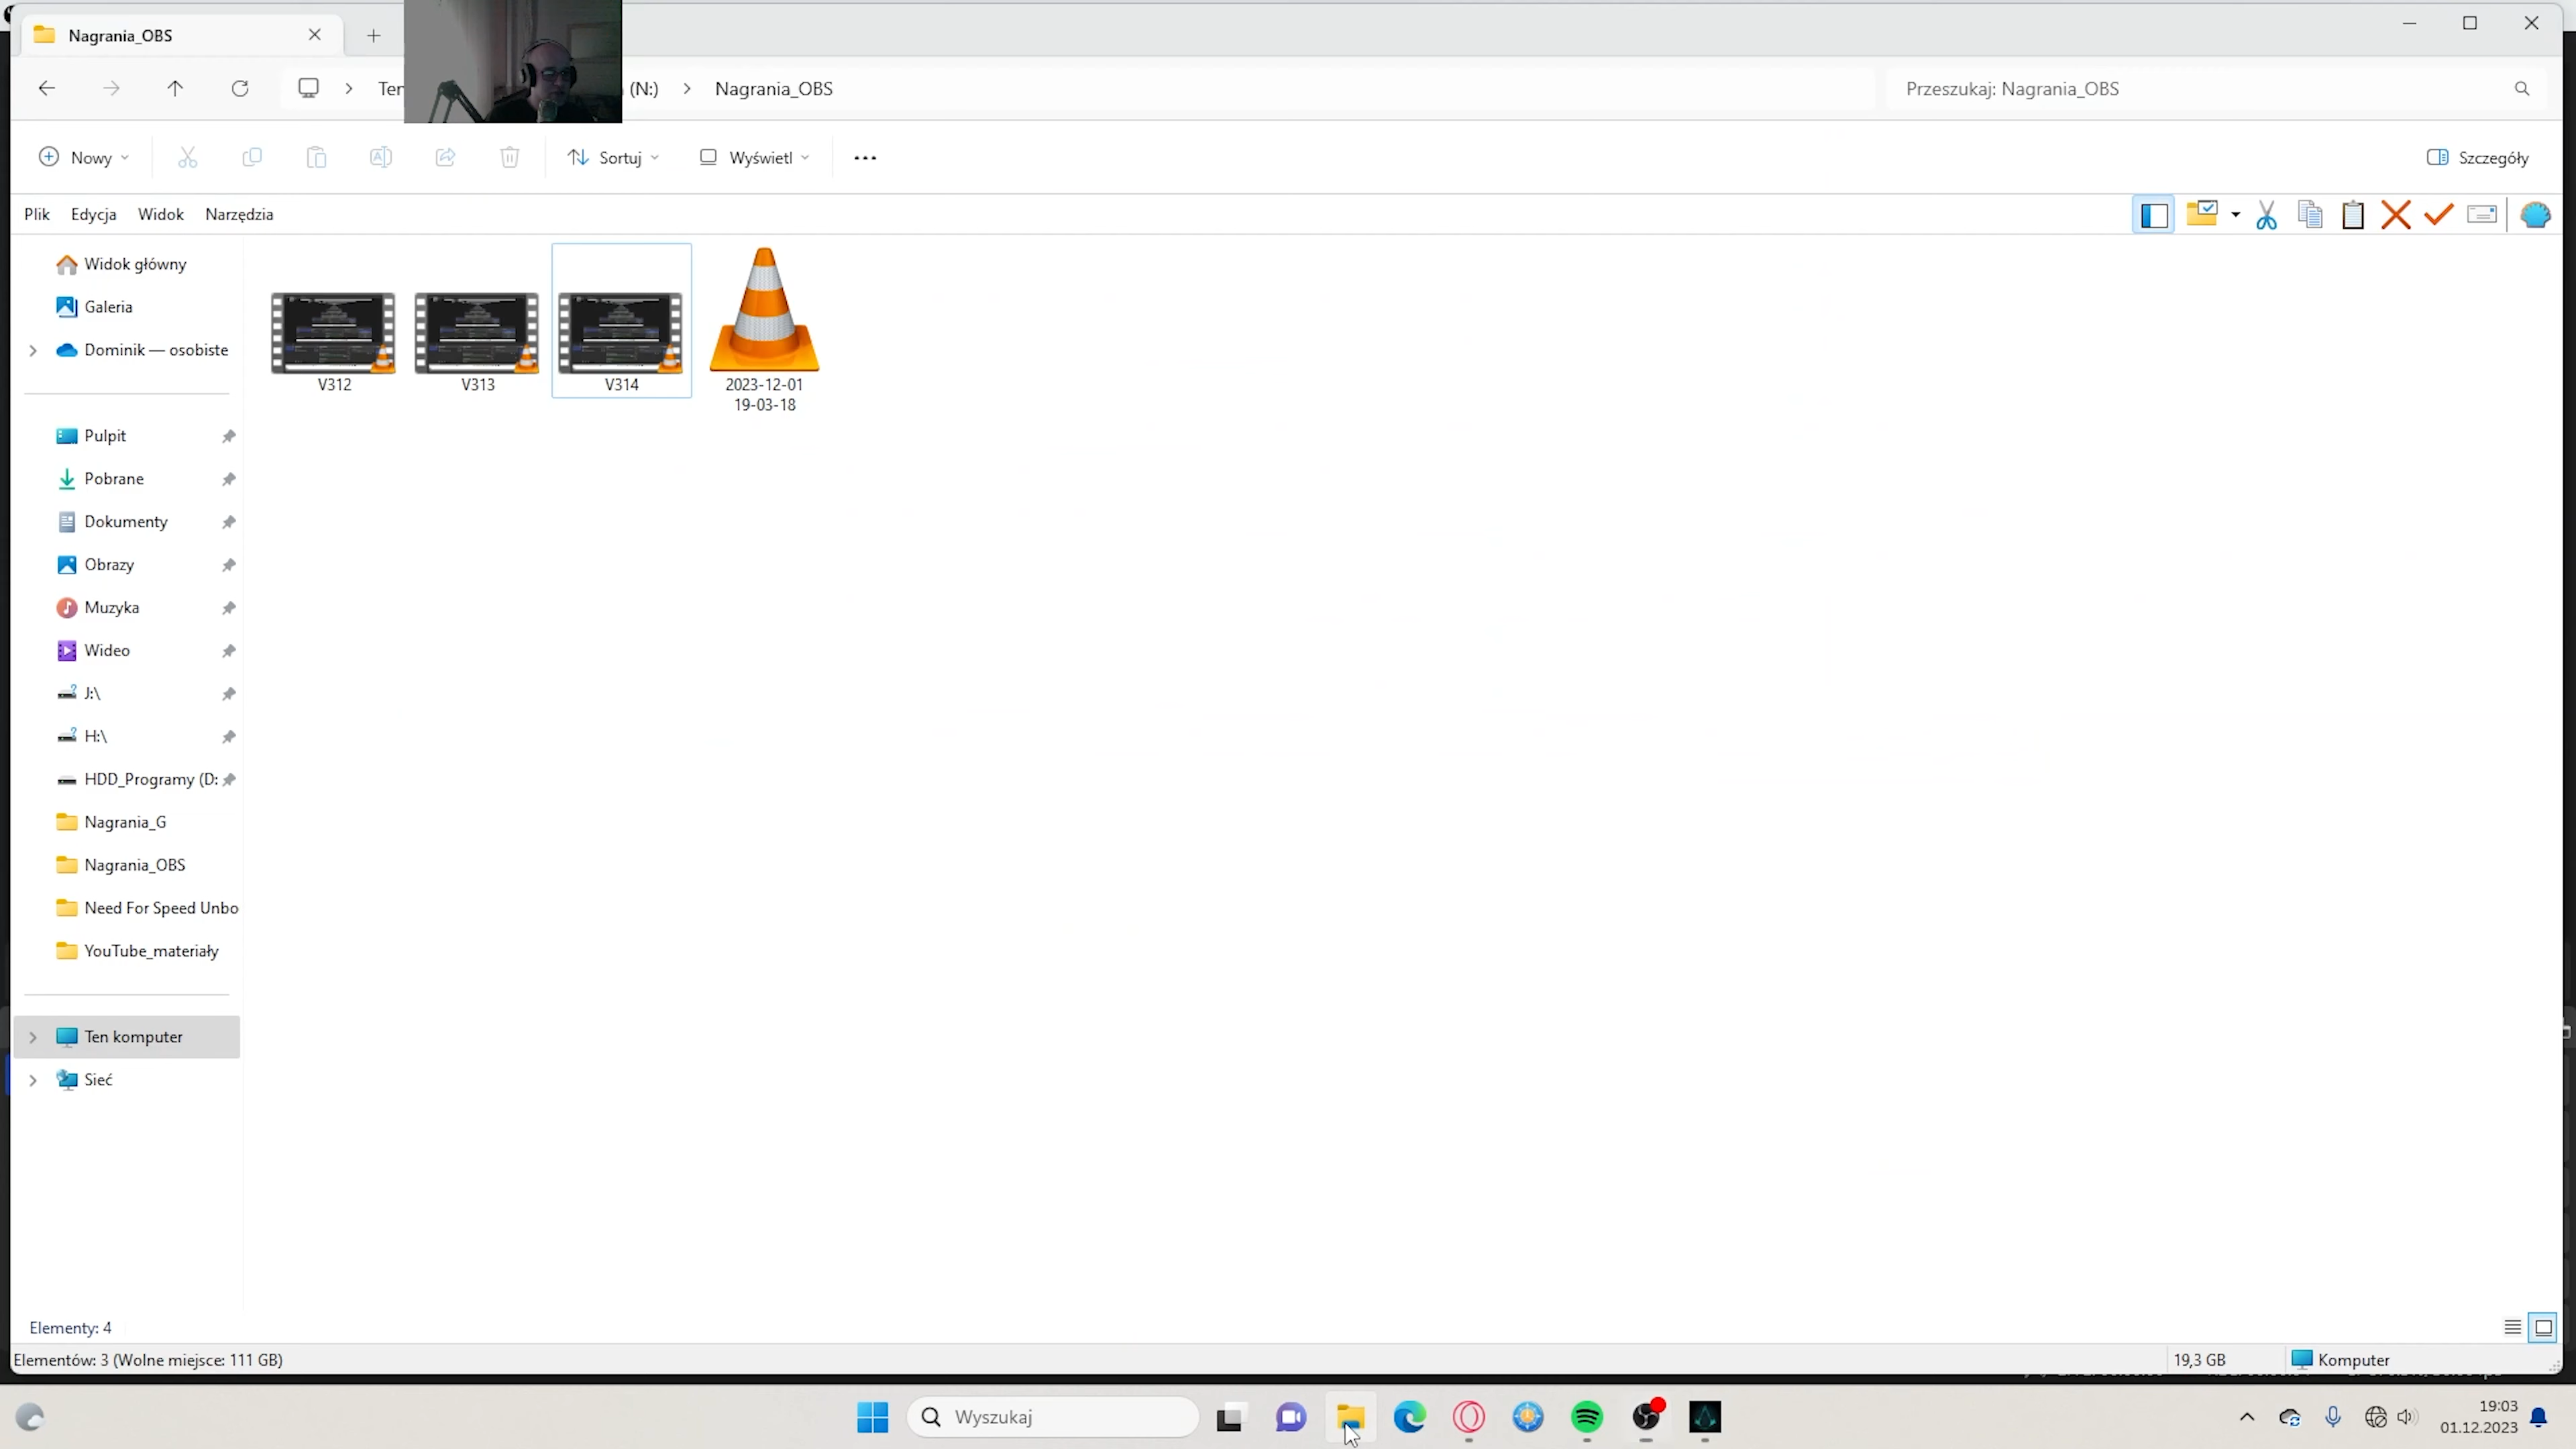 Nagrania_OBS
Ten
(N:) > Nagrania_OBS
Przeszukaj: Nagrania_OBS
Nowy
Sortuj
Wyświetl
Szczegóły
Plik Edycja Widok Narzędzia
Widok główny
Galeria
Dominik — osobiste
Pulpit
Pobrane
Dokumenty
Obrazy
Muzyka
Wideo
J:\
H:\
HDD_Programy (D:
Nagrania_G
Nagrania_OBS
Need For Speed Unbo
YouTube_materiały
Ten komputer
Sieć
V312
V313
V314
2023-12-01
19-03-18
Elementy: 4
Elementów: 3 (Wolne miejsce: 111 GB)
19,3 GB
Komputer
Wyszukaj
19:03
01.12.2023